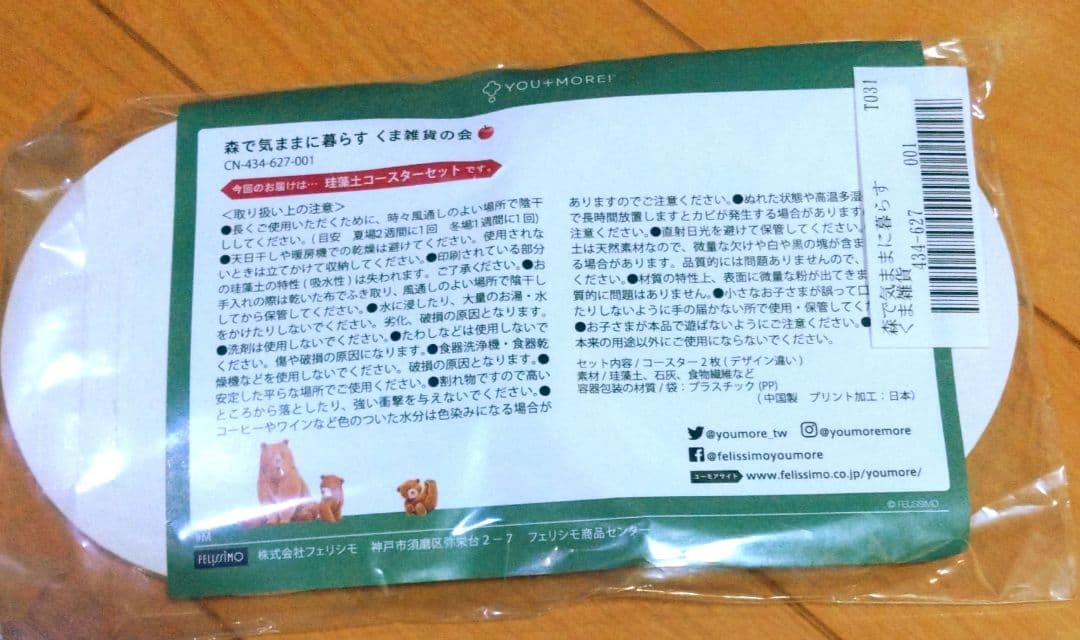 YOU+MORE!
森で気ままに暮らす くま雑貨の会
CN-434-627-001
今回のお届けは… 珪藻土コースターセット です。
<取り扱い上の注意>
●長くご使用いただくために、時々風通しのよい場所で陰干
ししてください。(目安 夏場2週間に1回 冬場1週間に1回)
●天日干しや暖房機での乾燥は避けてください。使用されな
いときは立てかけて収納してください。●印刷されている部分
の珪藻土の特性(吸水性)は失われます。ご了承ください。●お
手入れの際は乾いた布でふき取り、風通しのよい場所で陰干し
してから保管してください。●水に浸したり、大量のお湯・水
をかけたりしないでください。劣化、破損の原因となります。
●洗剤は使用しないでください。●たわしなどは使用しないで
ください。傷や破損の原因になります。●食器洗浄機・食器乾
燥機などを使用しないでください。破損の原因となります。●
安定した平らな場所でご使用ください。●割れ物ですので高い
ところから落としたり、強い衝撃を与えないでください。●
コーヒーやワインなど色のついた水分は色染みになる場合が
ありますのでご注意ください。●ぬれた状態や高温多湿
で長時間放置しますとカビが発生する場合があります
注意ください。●直射日光を避けて保管してください
土は天然素材なので、微量な欠けや白や黒の塊が含ま
る場合があります。品質的には問題ありませんので、
ください。●材質の特性上、表面に微量な粉が出てきま
質的に問題はありません。●小さなお子さまが誤って口
たりしないように手の届かない所で使用・保管してくだ
●お子さまが本品で遊ばないようにご注意ください。●
本来の用途以外にご使用にならないでください。
セット内容/コースター2枚(デザイン違い)
素材/珪藻土、石灰、食物繊維など
容器包装の材質/袋:プラスチック(PP)
(中国製 プリント加工:日本)
@youmore_tw @youmoremore
@felissimoyoumore
ユーモアサイト www.felissimo.co.jp/youmore/
© FELISSIMO
FELISSIMO 株式会社フェリシモ 神戸市須磨区弥栄台2-7 フェリシモ商品センター
T031
森で気ままに暮らす
くま雑貨
434-627 001